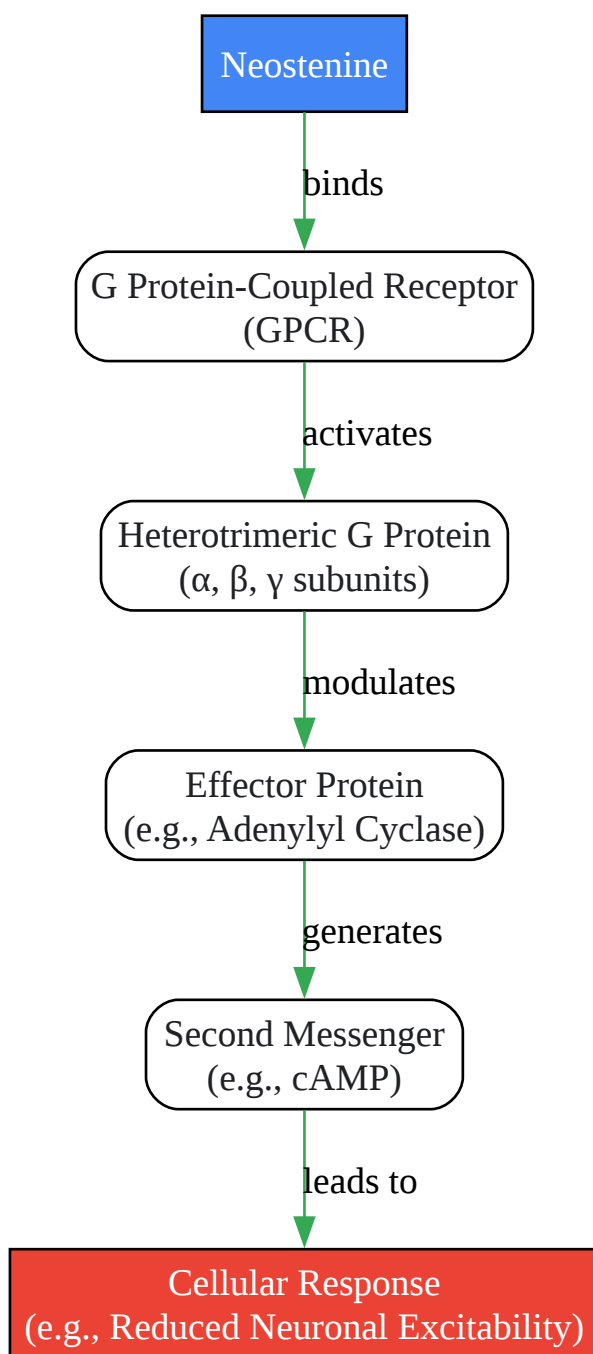 Neostenine
binds
G Protein-Coupled Receptor
(GPCR)
activates
Heterotrimeric G Protein
(α, β, γ subunits)
modulates
Effector Protein
(e.g., Adenylyl Cyclase)
generates
Second Messenger
(e.g., cAMP)
leads to
Cellular Response
(e.g., Reduced Neuronal Excitability)